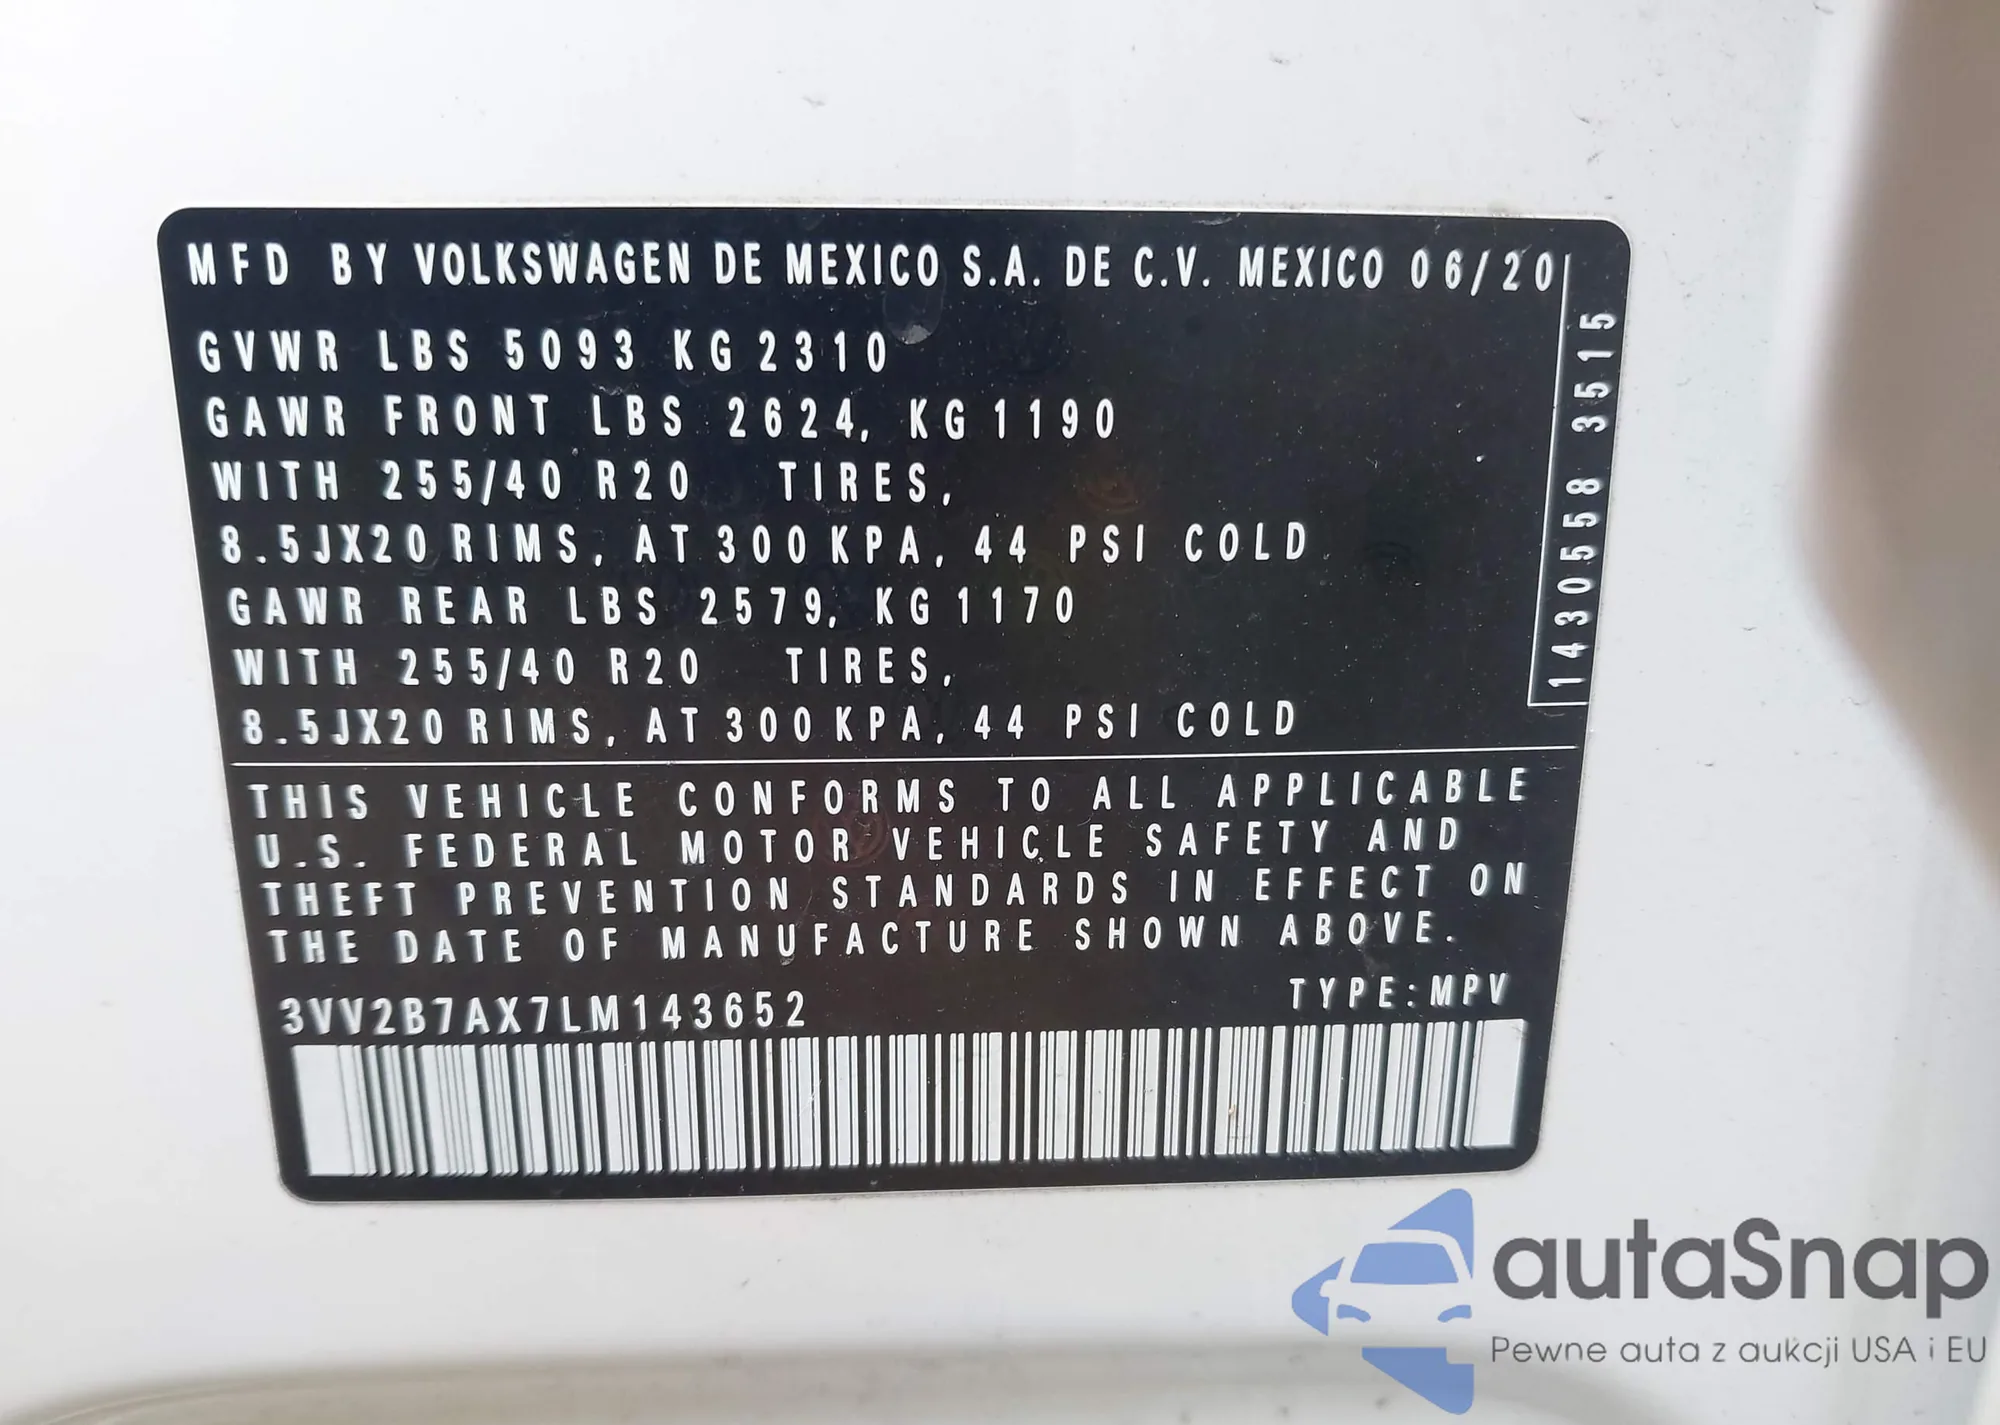 MFD BY VOLKSWAGEN DE MEXICO S.A. DE C.V. MEXICO 06/20
GVWR LBS 5093 KG 2310
GAWR FRONT LBS 2624, KG 1190
WITH 255/40 R20 TIRES,
8.5JX20 RIMS, AT 300 KPA, 44 PSI COLD
GAWR REAR LBS 2579, KG 1170
WITH 255/40 R20 TIRES,
8.5JX20 RIMS, AT 300 KPA, 44 PSI COLD
1430558 3515
THIS VEHICLE CONFORMS TO ALL APPLICABLE
U.S. FEDERAL MOTOR VEHICLE SAFETY AND
THEFT PREVENTION STANDARDS IN EFFECT ON
THE DATE OF MANUFACTURE SHOWN ABOVE.
3VV2B7AX7LM143652
TYPE: MPV
autaSnap
Pewne auta z aukcji USA i EU